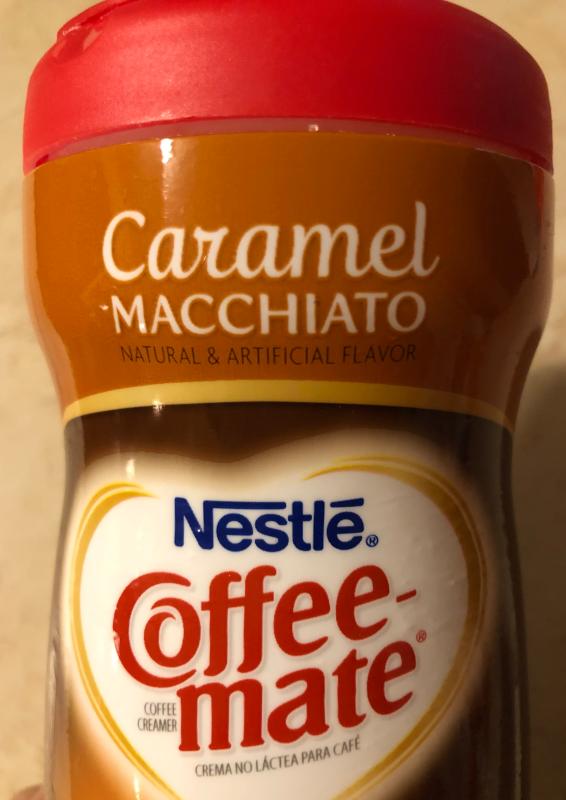 Caramel
MACCHIATO
NATURAL & ARTIFICIAL FLAVOR
Nestlé®
Coffee-
mate®
COFFEE
CREAMER
CREMA NO LÁCTEA PARA CAFÉ